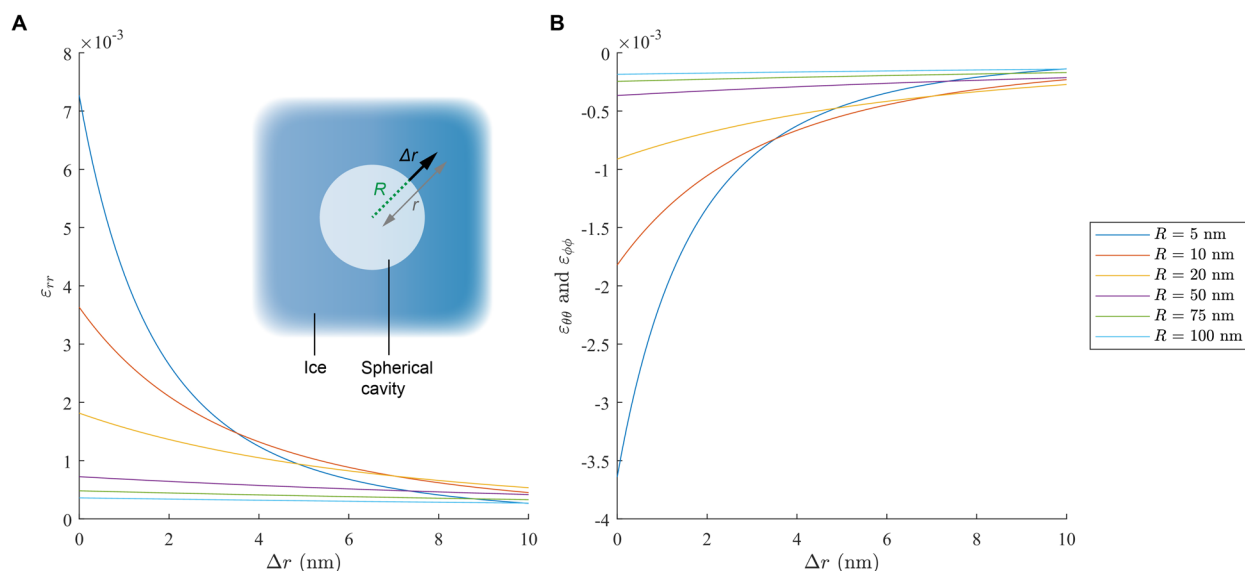 A
×10⁻³
8
7
6
5
4
3
2
1
0
εrr
0
2
4
6
8
10
Δr (nm)
Δr
R
r
Ice
Spherical
cavity
B
×10⁻³
0
-0.5
-1
-1.5
-2
-2.5
-3
-3.5
-4
εθθ and εϕϕ
0
2
4
6
8
10
Δr (nm)
R = 5 nm
R = 10 nm
R = 20 nm
R = 50 nm
R = 75 nm
R = 100 nm